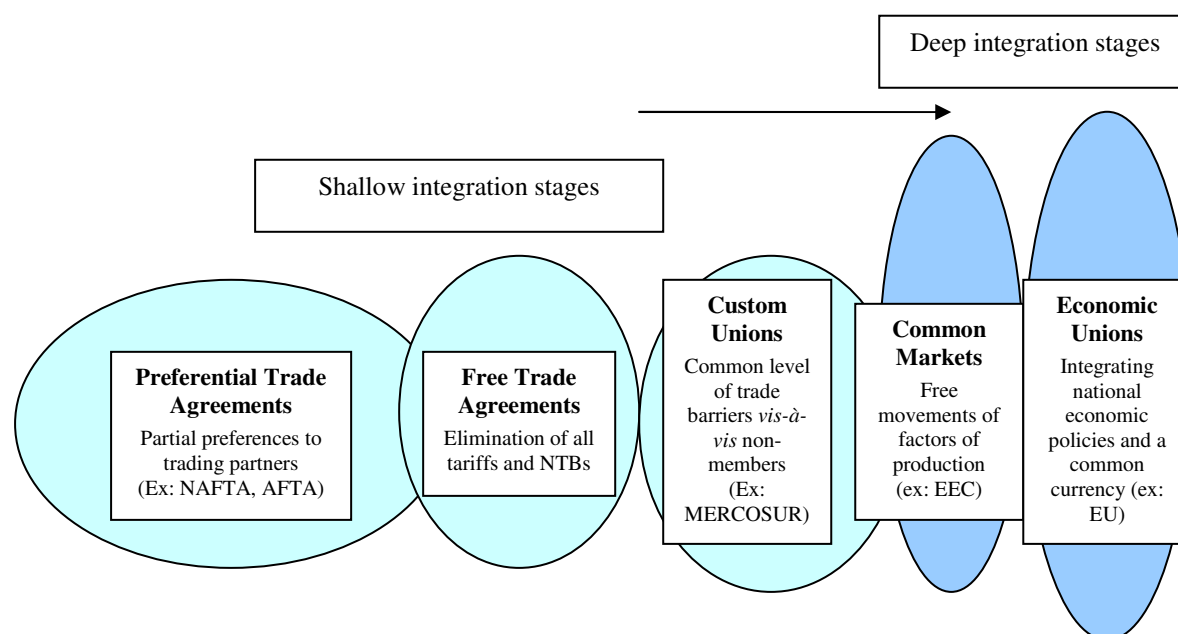 Deep integration stages
Shallow integration stages
Preferential Trade
Agreements
Partial preferences to
trading partners
(Ex: NAFTA, AFTA)
Free Trade
Agreements
Elimination of all
tariffs and NTBs
Custom
Unions
Common level
of trade
barriers vis-à-
vis non-
members
(Ex:
MERCOSUR)
Common
Markets
Free
movements of
factors of
production
(ex: EEC)
Economic
Unions
Integrating
national
economic
policies and a
common
currency (ex:
EU)